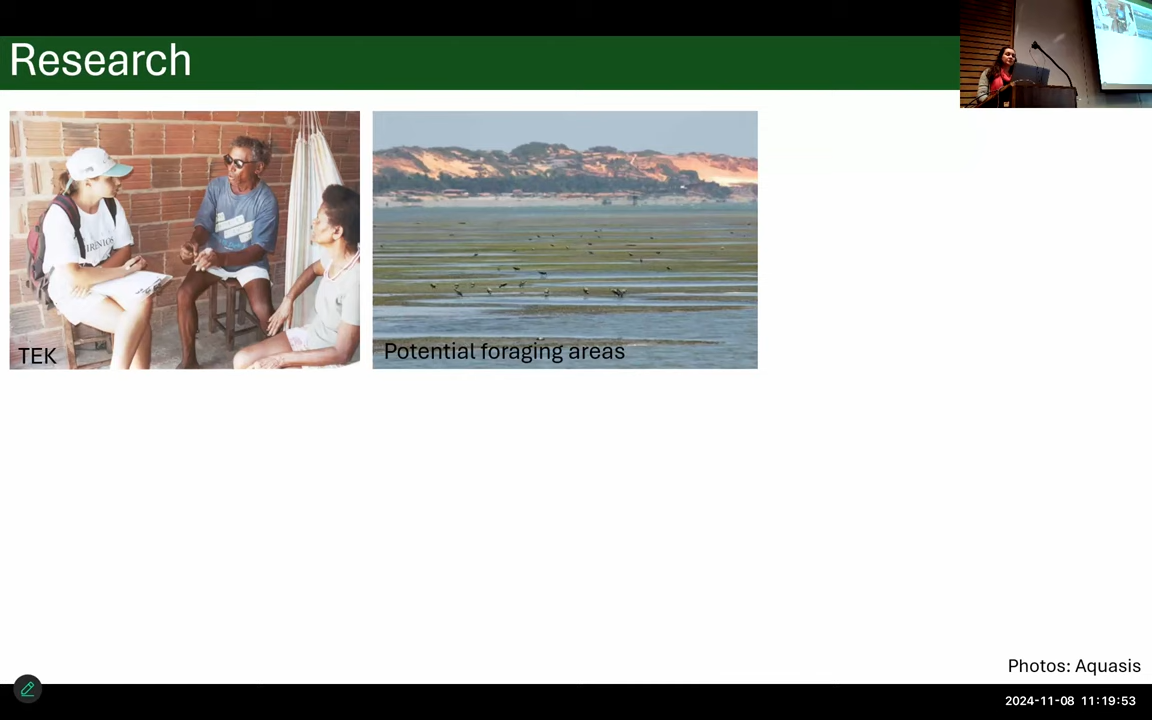 Research
TEK
Potential foraging areas
Photos: Aquasis
2024-11-08 11:19:53